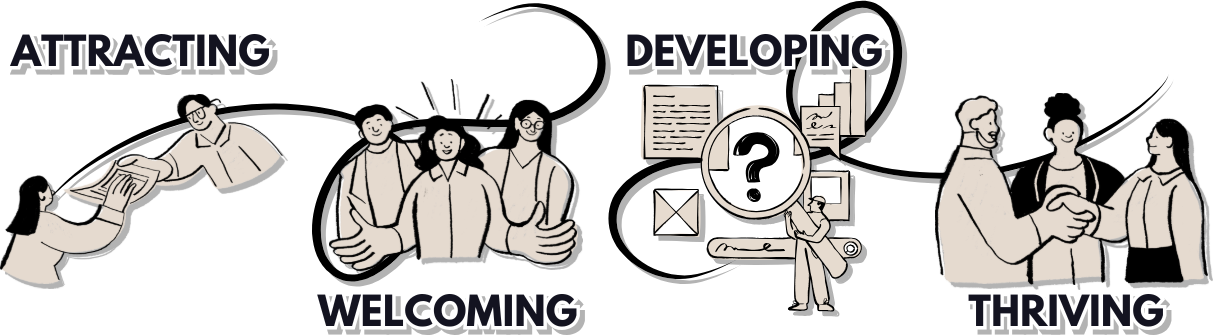 ATTRACTING
WELCOMING
DEVELOPING
?
THRIVING